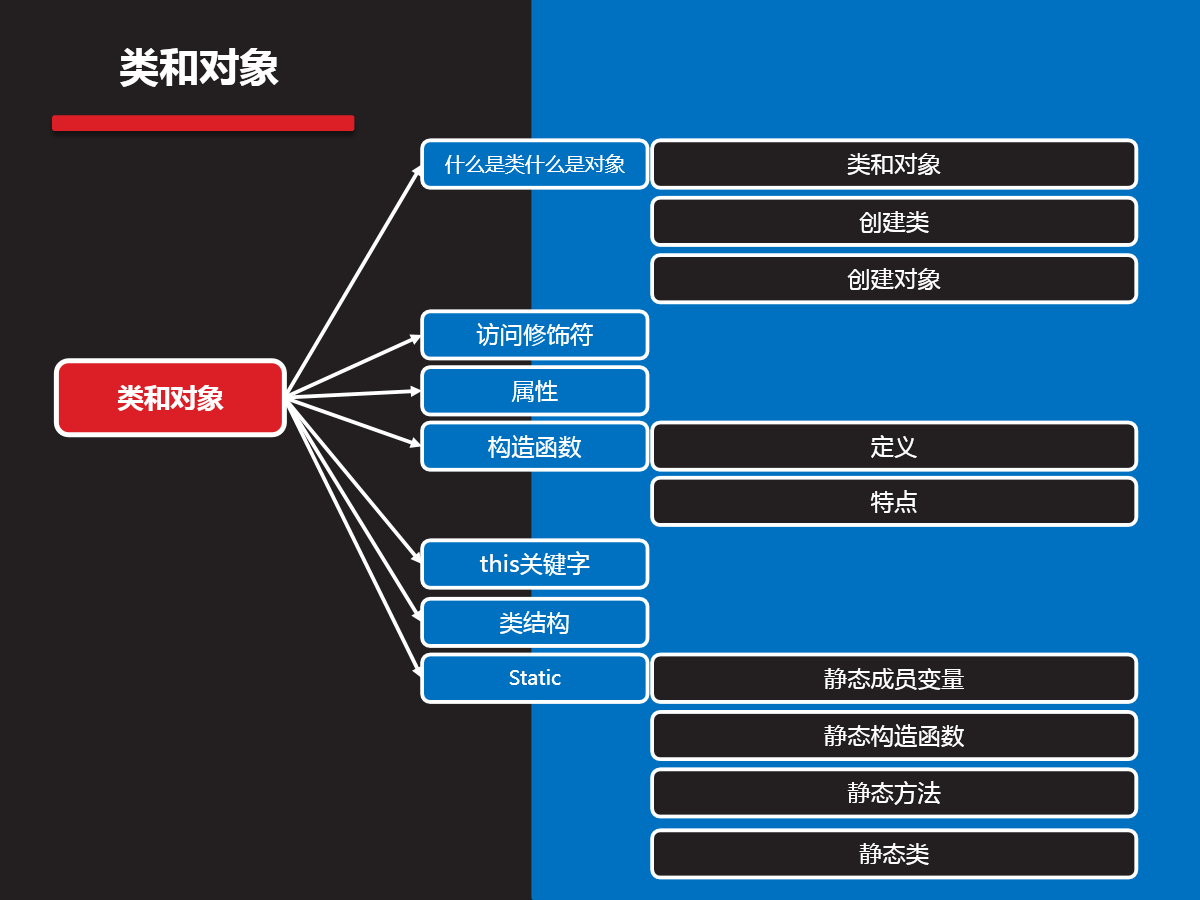 类和对象
什么是类什么是对象
类和对象
创建类
创建对象
访问修饰符
属性
类和对象
构造函数
定义
特点
this关键字
类结构
Static
静态成员变量
静态构造函数
静态方法
静态类